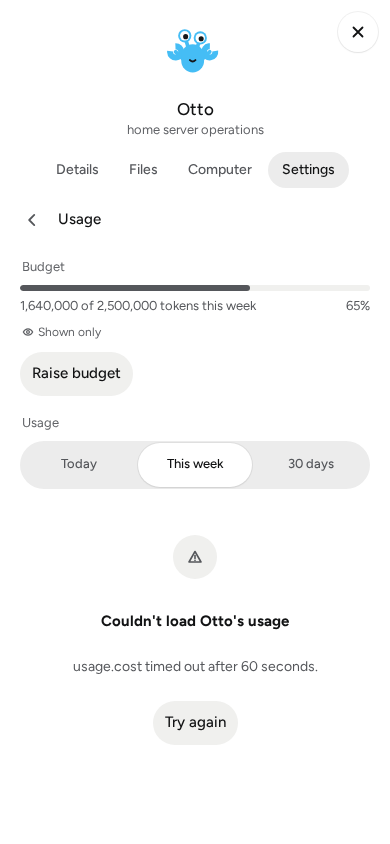 Otto
home server operations
Details Files Computer Settings
Usage
Budget
1,640,000 of 2,500,000 tokens this week 65%
Shown only
Raise budget
Usage
Today This week 30 days
Couldn't load Otto's usage
usage.cost timed out after 60 seconds.
Try again